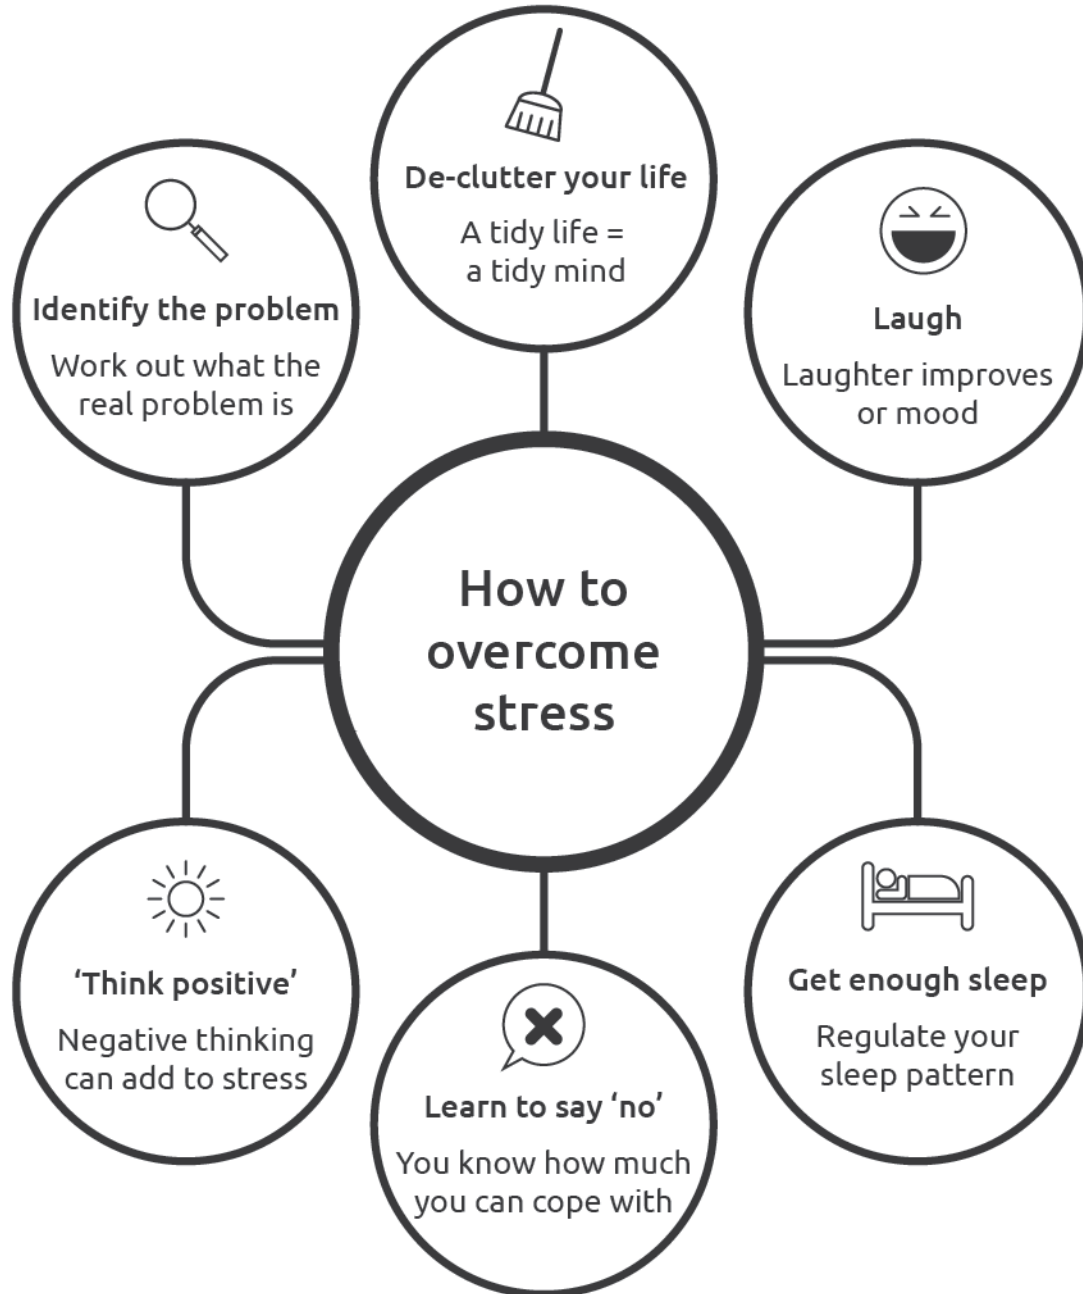 De-clutter your life
A tidy life =
a tidy mind
Identify the problem
Work out what the
real problem is
Laugh
Laughter improves
or mood
How to
overcome
stress
‘Think positive’
Negative thinking
can add to stress
Get enough sleep
Regulate your
sleep pattern
Learn to say ‘no’
You know how much
you can cope with